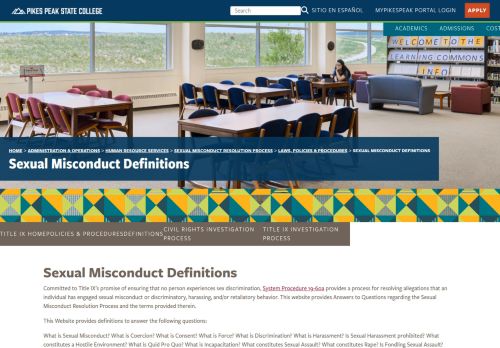 PIKES PEAK STATE COLLEGE
Search
SITIO EN ESPAÑOL
MYPIKESPEAK PORTAL LOGIN
APPLY
ACADEMICS
ADMISSIONS
COST
WELCOME TO THE
LEARNING COMMONS
INFO
HOME > ADMINISTRATION & OPERATIONS > HUMAN RESOURCE SERVICES > SEXUAL MISCONDUCT RESOLUTION PROCESS > LAWS, POLICIES & PROCEDURES > SEXUAL MISCONDUCT DEFINITIONS
Sexual Misconduct Definitions
TITLE IX HOME
POLICIES & PROCEDURES
DEFINITIONS
CIVIL RIGHTS INVESTIGATION
PROCESS
TITLE IX INVESTIGATION
PROCESS
Sexual Misconduct Definitions
Committed to Title IX's promise of ensuring that no person experiences sex discrimination, System Procedure 19-60a provides a process for resolving allegations that
an individual has engaged sexual misconduct or discriminatory, harassing, and/or retaliatory behavior. This website provides Answers to Questions regarding the Sexual
Misconduct Resolution Process and the terms provided therein.
This Website provides definitions to answer the following questions:
What is Sexual Misconduct? What is Coercion? What is Consent? What is Force? What is Discrimination? What is Harassment? Is Sexual Harassment prohibited? What
constitutes a Hostile Environment? What is Quid Pro Quo? What is Incapacitation? What constitutes Sexual Assault? What constitutes Rape? Is Fondling Sexual Assault?